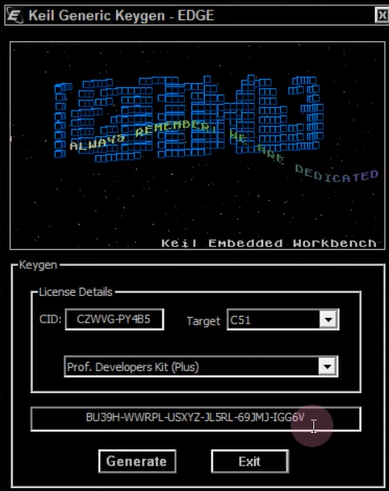 Keil Generic Keygen - EDGE
ALWAYS REMEMBER: WE ARE DEDICATED
Keil Embedded Workbench
Keygen
License Details
CID: CZWVG-PY4B5 Target C51
Prof. Developers Kit (Plus)
BU39H-WWRPL-USXYZ-JL5RL-69JMJ-IGG6V
Generate Exit